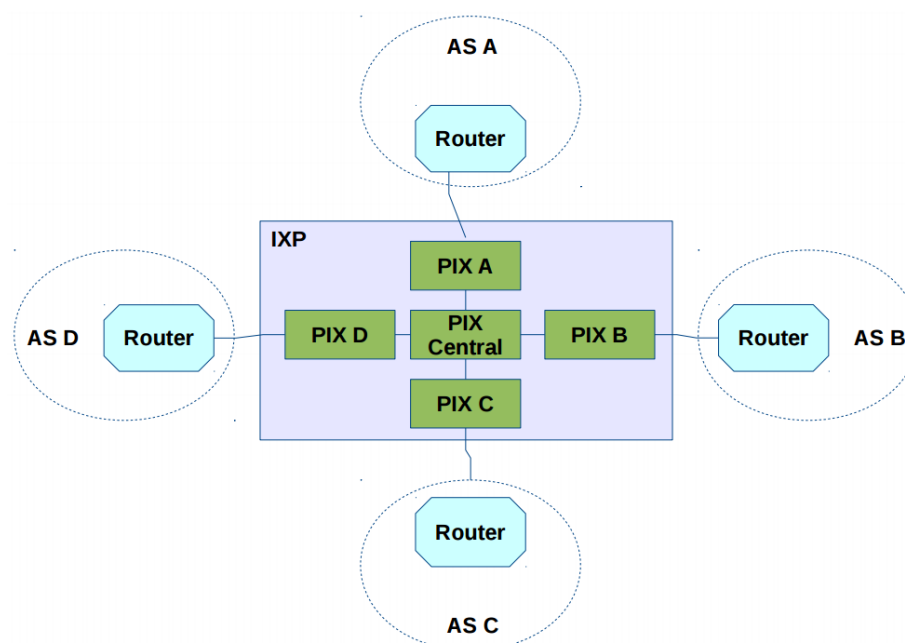 AS A
Router
IXP
PIX A
AS D
Router
PIX D
PIX
Central
PIX B
Router
AS B
PIX C
Router
AS C